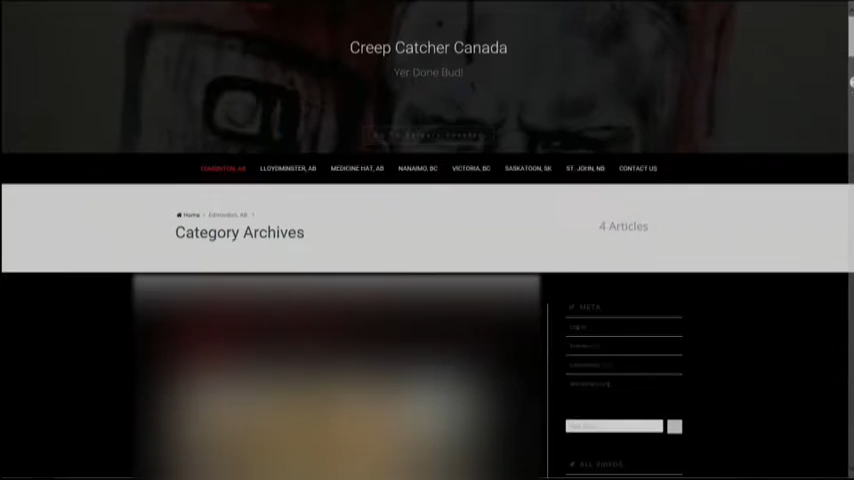 Creep Catcher Canada
Yer Done Bud!
EDMONTON, AB LLOYDMINSTER, AB MEDICINE HAT, AB NANAIMO, BC VICTORIA, BC SASKATOON, SK ST. JOHN, NB CONTACT US
Home Edmonton, AB
Category Archives
4 Articles
META
Log in
ALL VIDEOS